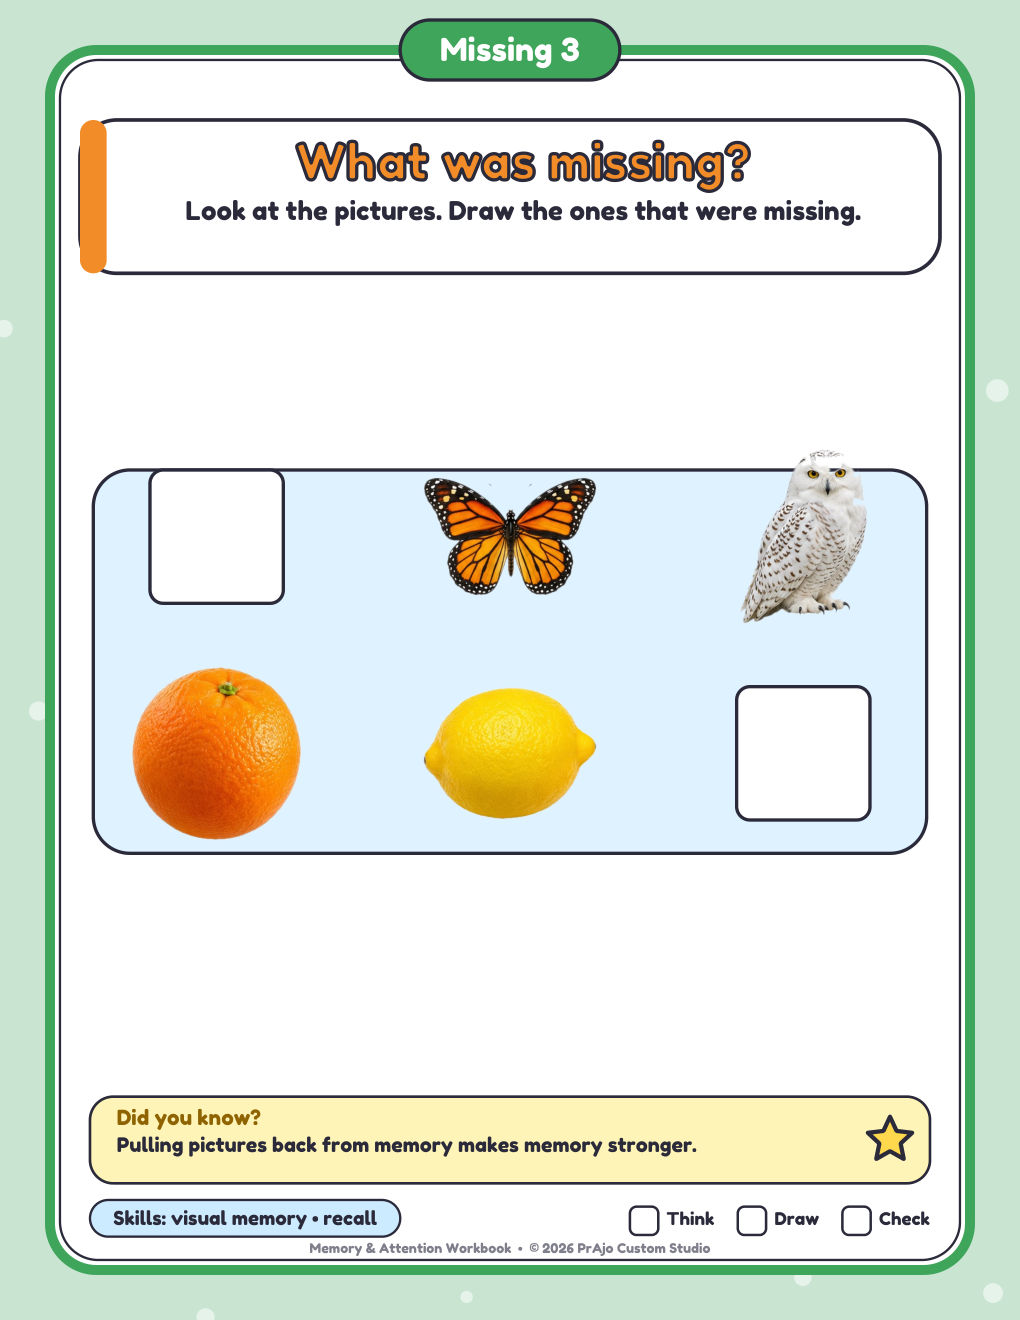 Missing 3
What was missing?
Look at the pictures. Draw the ones that were missing.
Did you know?
Pulling pictures back from memory makes memory stronger.
Skills: visual memory • recall
Think
Draw
Check
Memory & Attention Workbook • © 2026 PrAjo Custom Studio